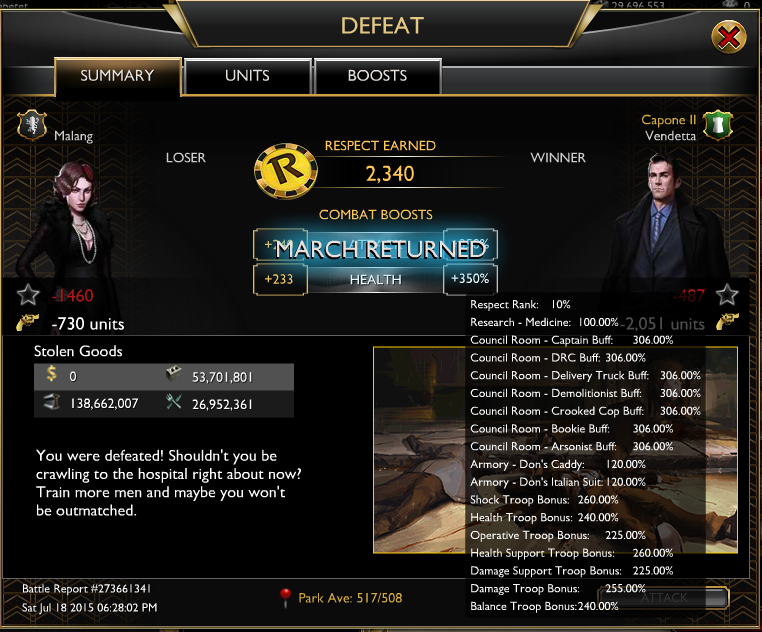 29,696,553
DEFEAT
SUMMARY
UNITS
BOOSTS
Malang
Capone II
Vendetta
LOSER
RESPECT EARNED
WINNER
R
2,340
COMBAT BOOSTS
MARCH RETURNED
+233 HEALTH +350%
-1460
-487
-730 units
-2,051 units
Respect Rank: 10%
Research - Medicine: 100.00%
Council Room - Captain Buff: 306.00%
Council Room - DRC Buff: 306.00%
Council Room - Delivery Truck Buff: 306.00%
Council Room - Demolitionist Buff: 306.00%
Council Room - Crooked Cop Buff: 306.00%
Council Room - Bookie Buff: 306.00%
Council Room - Arsonist Buff: 306.00%
Armory - Don's Caddy: 120.00%
Armory - Don's Italian Suit: 120.00%
Shock Troop Bonus: 260.00%
Health Troop Bonus: 240.00%
Operative Troop Bonus: 225.00%
Health Support Troop Bonus: 260.00%
Damage Support Troop Bonus: 225.00%
Damage Troop Bonus: 255.00%
Balance Troop Bonus: 240.00%
Stolen Goods
0 53,701,801
138,662,007 26,952,361
You were defeated! Shouldn't you be
crawling to the hospital right about now?
Train more men and maybe you won't
be outmatched.
Battle Report #273661341
Sat Jul 18 2015 06:28:02 PM
Park Ave: 517/508
ATTACK